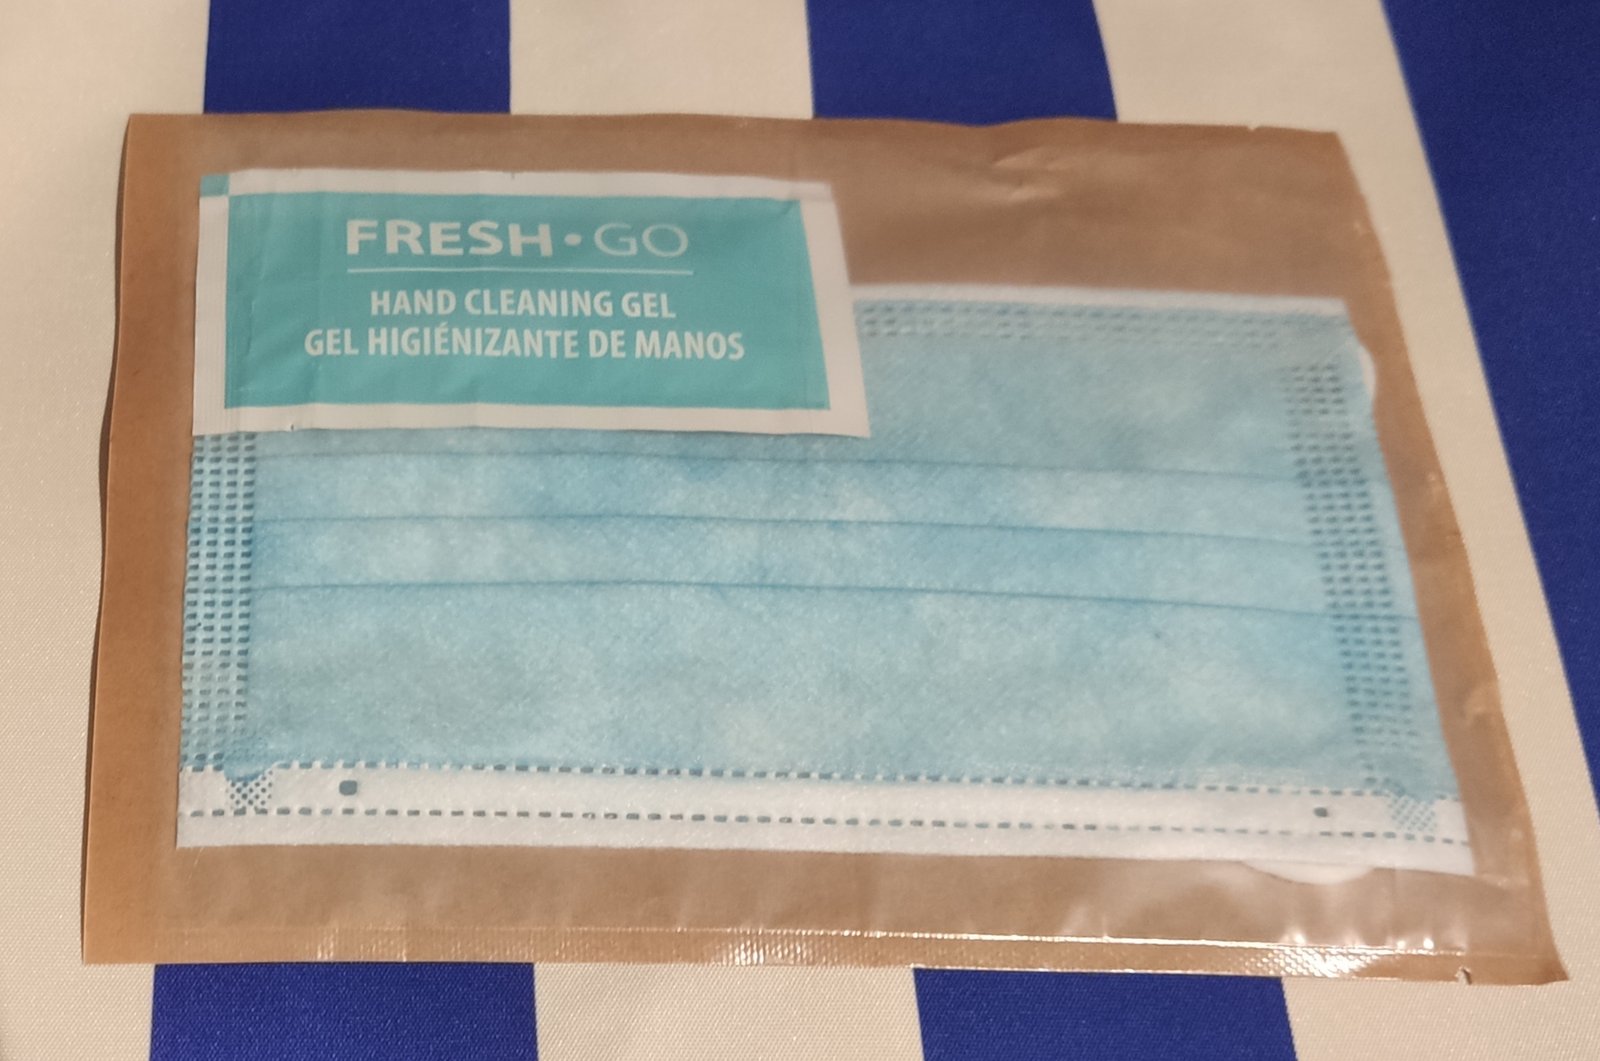 FRESH•GO
HAND CLEANING GEL
GEL HIGIÉNIZANTE DE MANOS